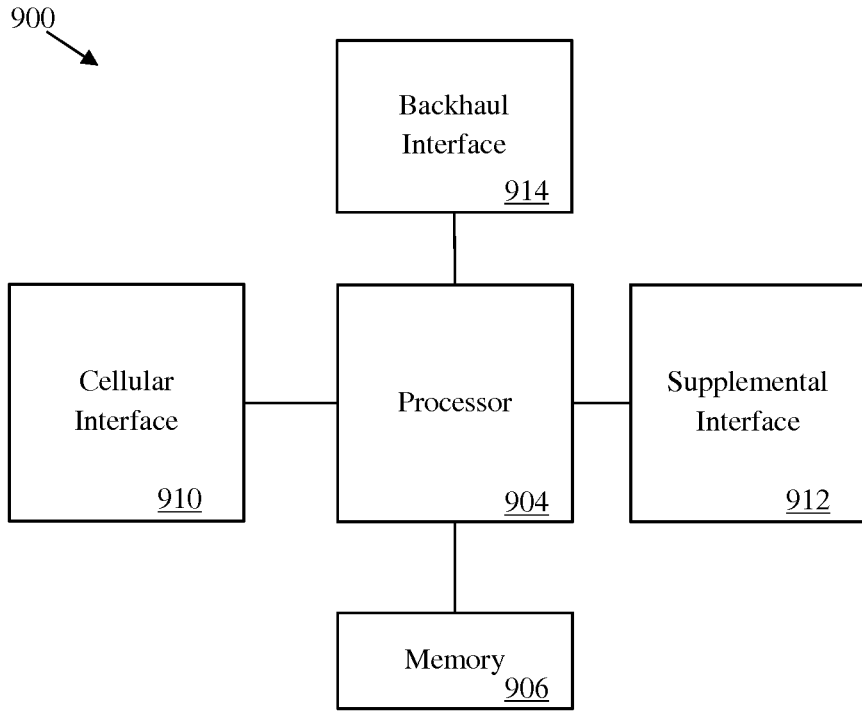 900
Backhaul
Interface
914
Cellular
Interface
910
Processor
904
Supplemental
Interface
912
Memory
906